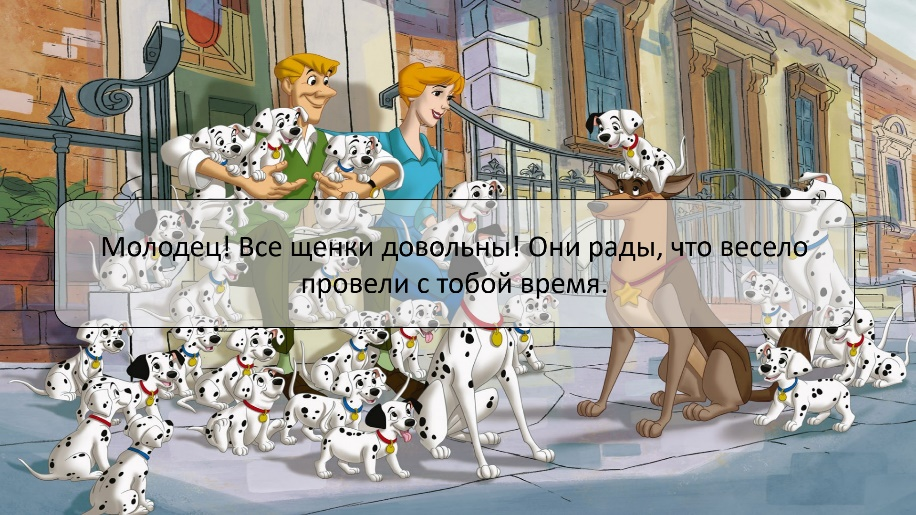 Молодец! Все щенки довольны! Они рады, что весело
провели с тобой время.